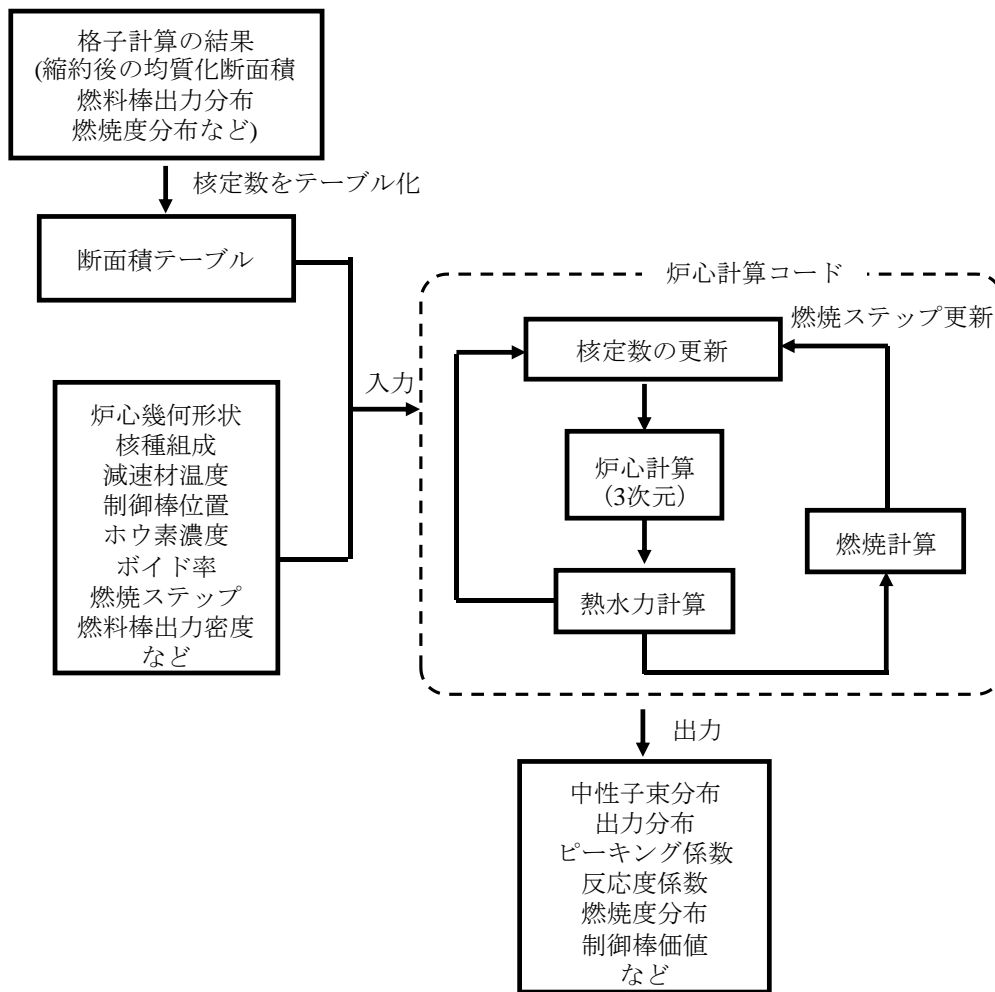 格子計算の結果
(縮約後の均質化断面積
燃料棒出力分布
燃焼度分布など)
核定数をテーブル化
断面積テーブル
炉心幾何形状
核種組成
減速材温度
制御棒位置
ホウ素濃度
ボイド率
燃焼ステップ
燃料棒出力密度
など
入力
炉心計算コード
燃焼ステップ更新
核定数の更新
炉心計算
(3次元)
燃焼計算
熱水力計算
出力
中性子束分布
出力分布
ピーキング係数
反応度係数
燃焼度分布
制御棒価値
など